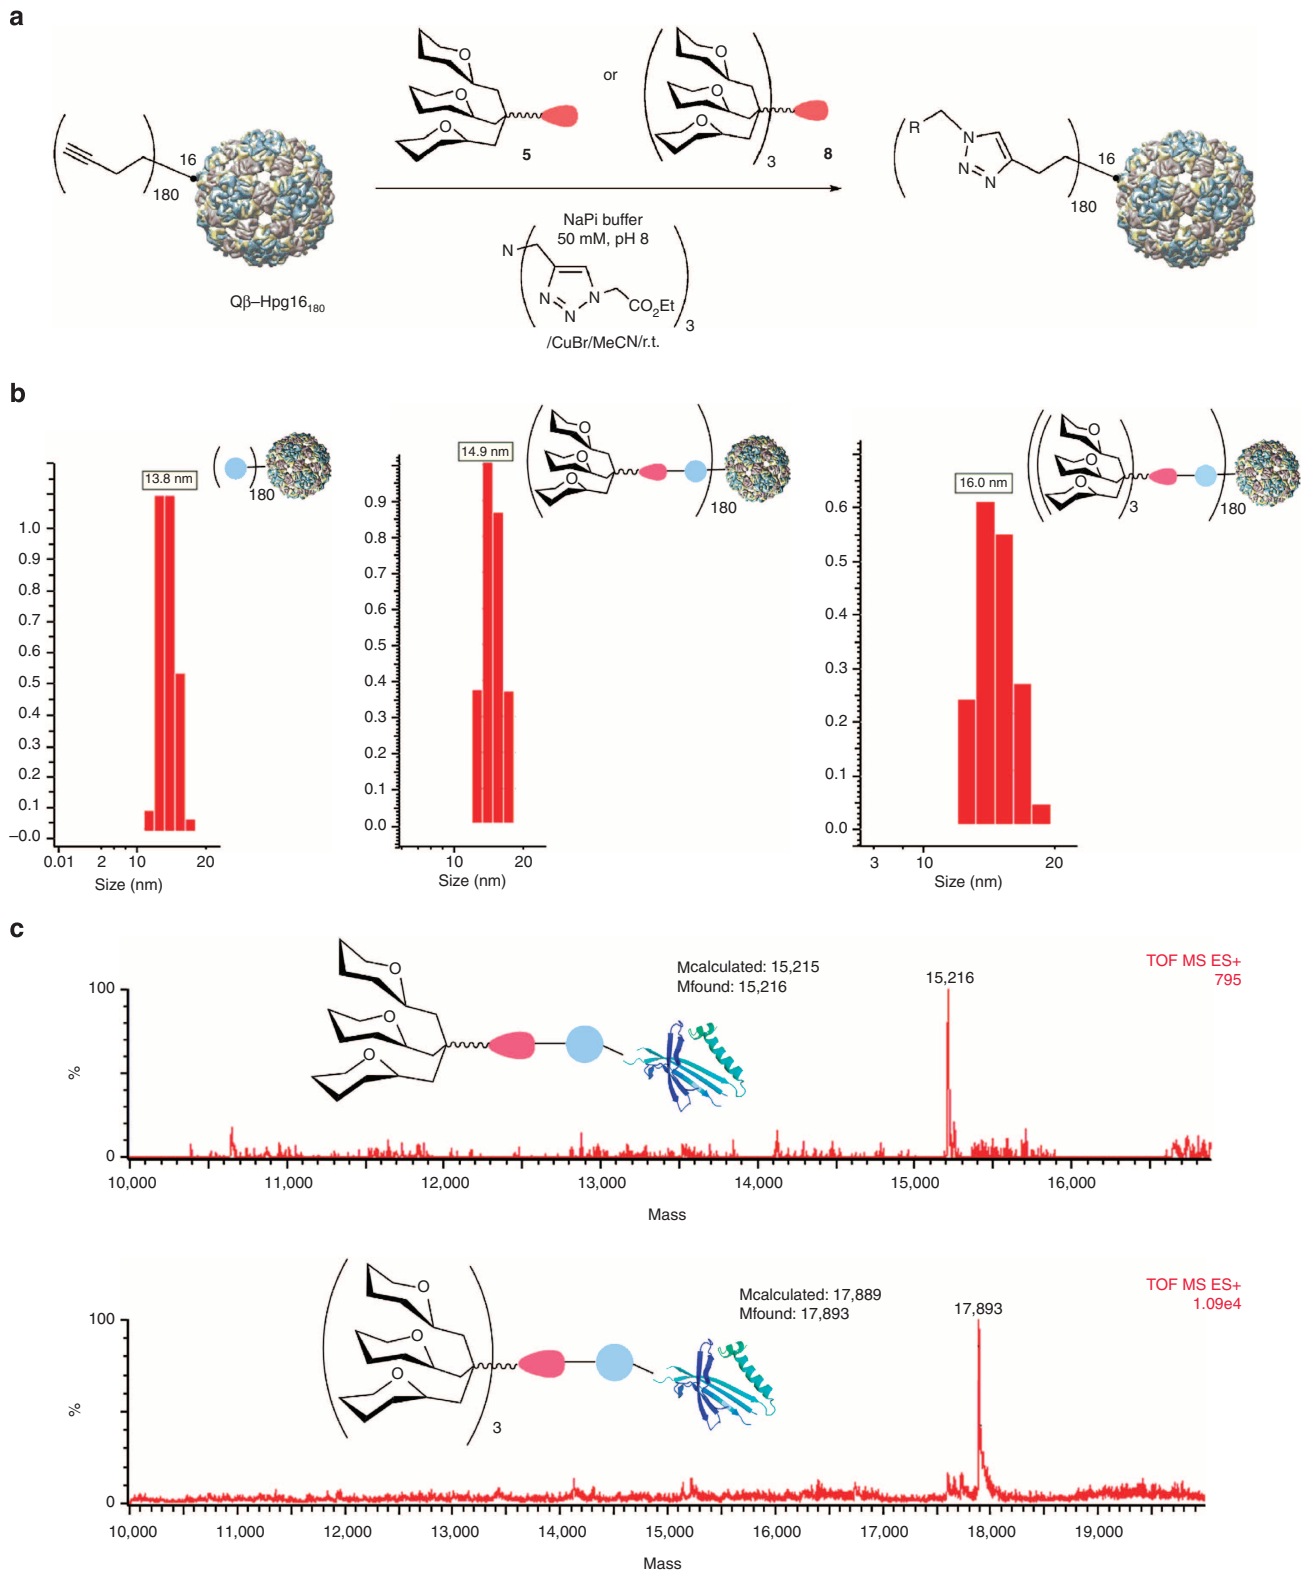 a
O
O
O
5
or
O
O
O
3
8
16
180
Qβ–Hpg16180
NaPi buffer
50 mM, pH 8
N
N
N
N
CO2Et
3
/CuBr/MeCN/r.t.
R
N
N
N
16
180
b
13.8 nm
180
1.0
0.9
0.8
0.7
0.6
0.5
0.4
0.3
0.2
0.1
–0.0
0.01 2 10 20
Size (nm)
14.9 nm
O
O
O
180
0.9
0.8
0.7
0.6
0.5
0.4
0.3
0.2
0.1
0.0
10 20
Size (nm)
16.0 nm
O
O
O
3
180
0.6
0.5
0.4
0.3
0.2
0.1
0.0
3 10 20
Size (nm)
c
O
O
O
Mcalculated: 15,215
Mfound: 15,216
15,216
TOF MS ES+
795
100
%
0
10,000 11,000 12,000 13,000 14,000 15,000 16,000
Mass
O
O
O
3
Mcalculated: 17,889
Mfound: 17,893
17,893
TOF MS ES+
1.09e4
100
%
0
10,000 11,000 12,000 13,000 14,000 15,000 16,000 17,000 18,000 19,000
Mass